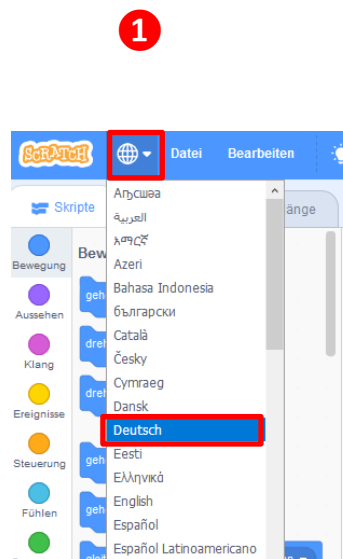 1
SCRATCH
Datei Bearbeiten
Skripte
änge
Аҧсшәа
العربية
አማርኛ
Azeri
Bahasa Indonesia
български
Català
Česky
Cymraeg
Dansk
Deutsch
Eesti
Ελληνικά
English
Español
Español Latinoamericano
Bewegung
Aussehen
Klang
Ereignisse
Steuerung
Fühlen
Bew
geh
dreh
dreh
geh
geh
gleit